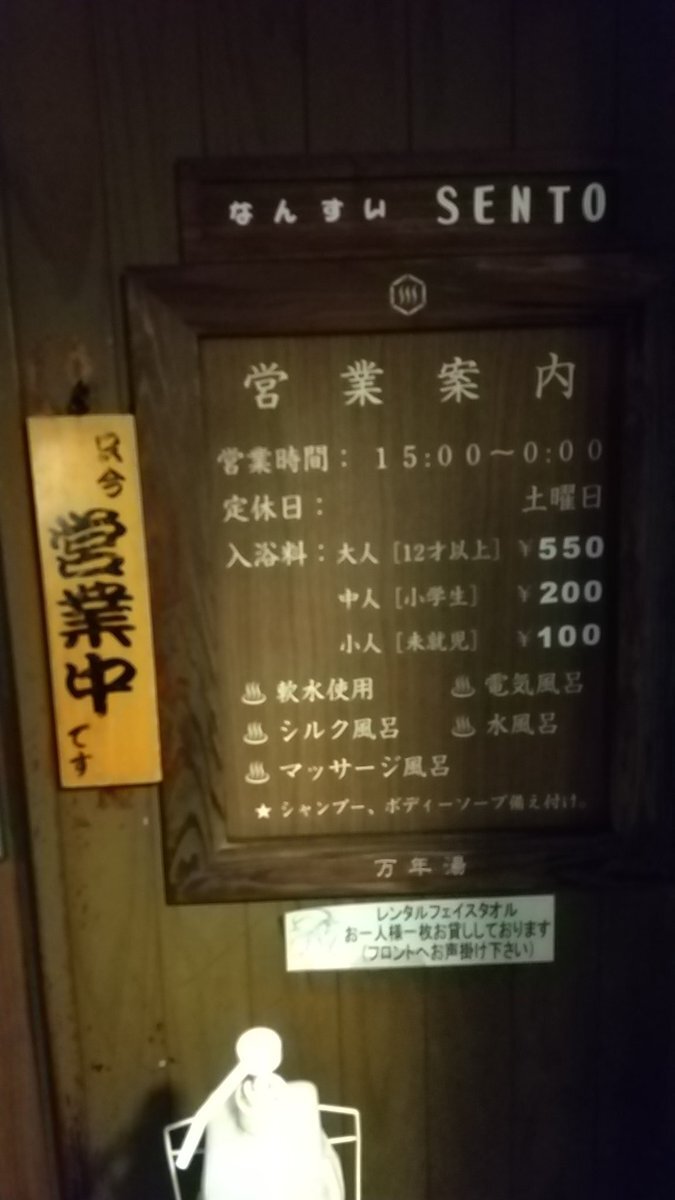 なんすい SENTO
営業案内
営業時間: 15:00~0:00
定休日: 土曜日
入浴料:大人 [12才以上] ¥550
中人 [小学生] ¥200
小人 [未就児] ¥100
♨ 軟水使用 ♨ 電気風呂
♨ シルク風呂 ♨ 水風呂
♨ マッサージ風呂
★ シャンプー、ボディーソープ備え付け。
万年湯
只今
営業中
です
レンタルフェイスタオル
お一人様一枚お貸ししております
(フロントへお声掛け下さい)